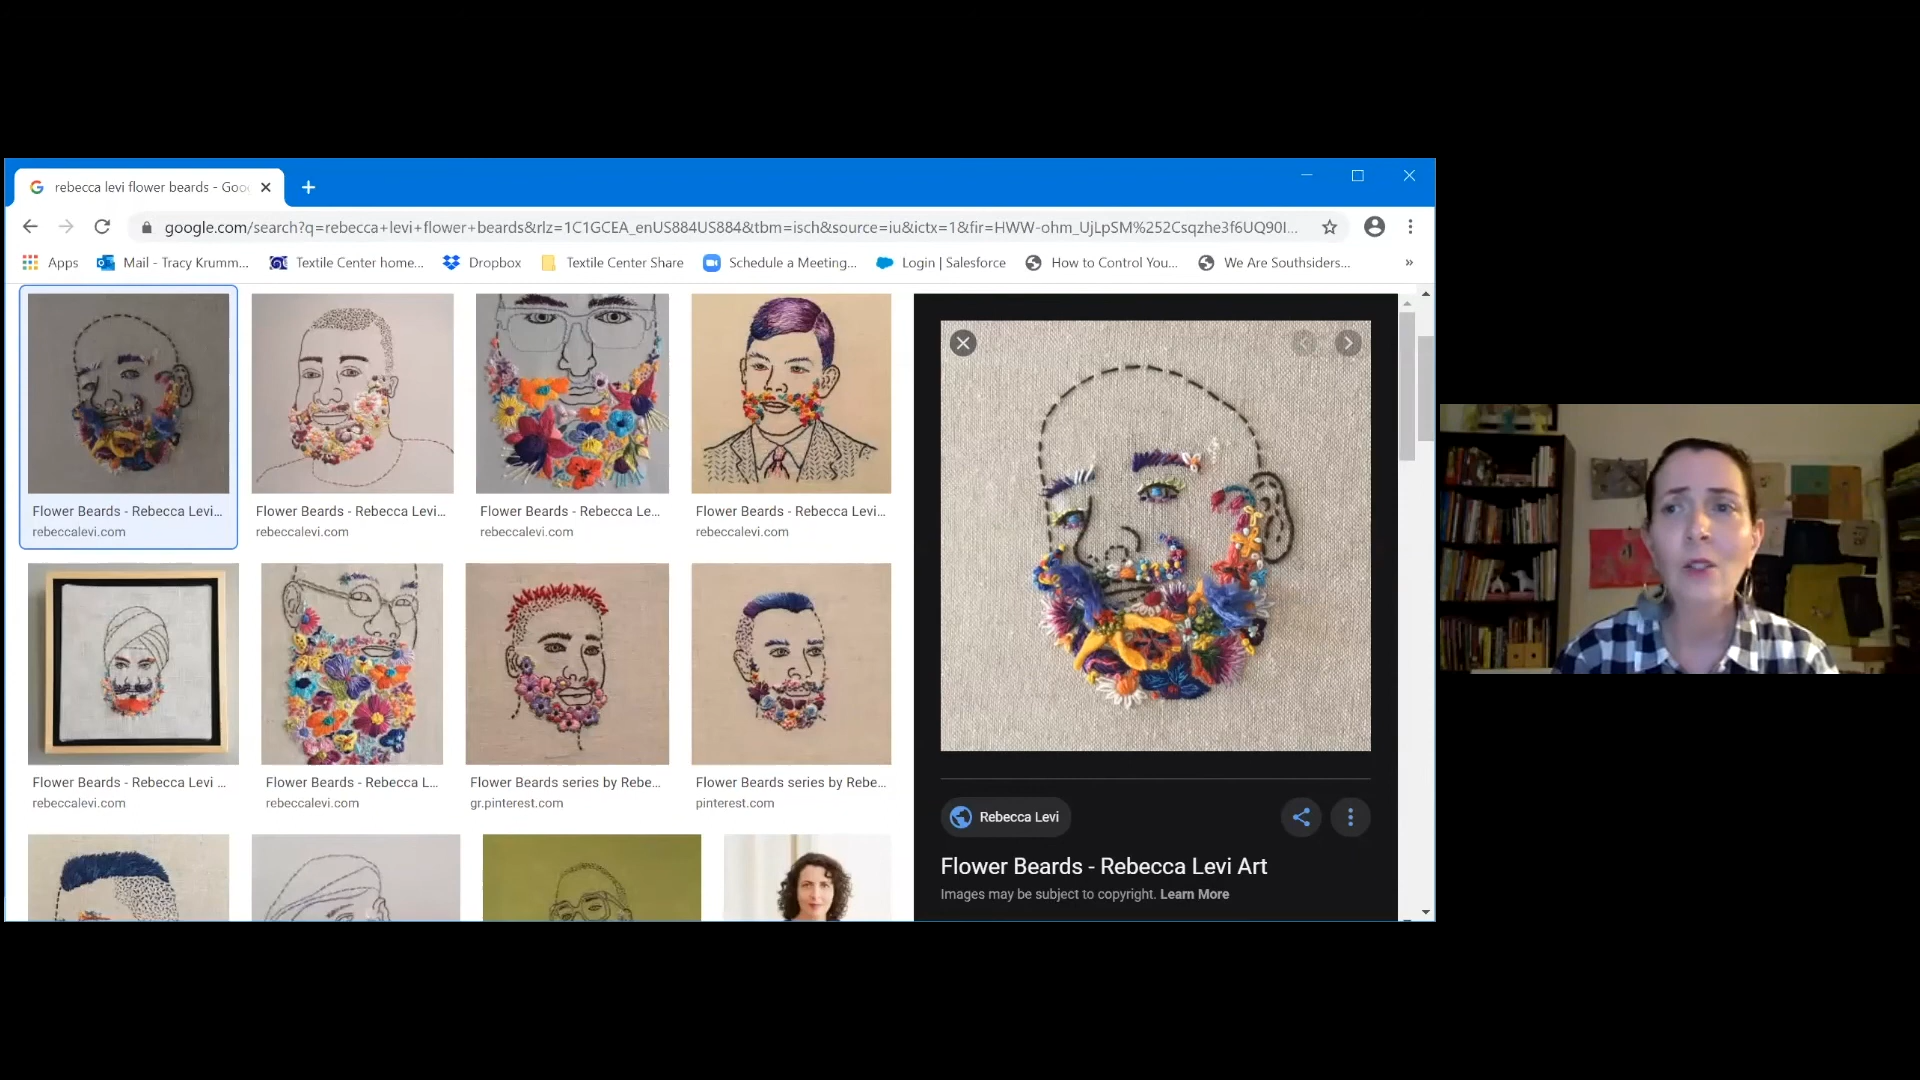 rebecca levi flower beards - Goo
google.com/search?q=rebecca+levi+flower+beards&rlz=1C1GCEA_enUS884US884&tbm=isch&source=iu&ictx=1&fir=HWW-ohm_UjLpSM%252Csqzhe3f6UQ90I...
Apps Mail - Tracy Krumm... Textile Center home... Dropbox Textile Center Share Schedule a Meeting... Login | Salesforce How to Control You... We Are Southsiders... »
Flower Beards - Rebecca Levi... Flower Beards - Rebecca Levi... Flower Beards - Rebecca Le... Flower Beards - Rebecca Levi...
rebeccalevi.com rebeccalevi.com rebeccalevi.com rebeccalevi.com
Flower Beards - Rebecca Levi ... Flower Beards - Rebecca L... Flower Beards series by Rebe... Flower Beards series by Rebe...
rebeccalevi.com rebeccalevi.com gr.pinterest.com pinterest.com
Rebecca Levi
Flower Beards - Rebecca Levi Art
Images may be subject to copyright. Learn More